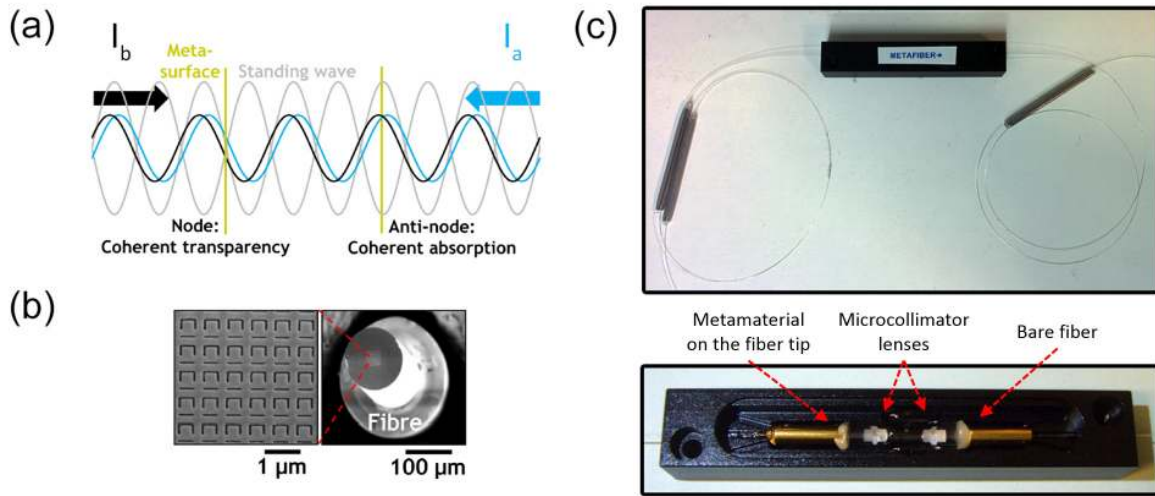 (a)
I_b
Meta-
surface
Standing wave
I_a
Node:
Coherent transparency
Anti-node:
Coherent absorption
(b)
Fibre
1 µm
100 µm
(c)
METAFIBER→
Metamaterial
on the fiber tip
Microcollimator
lenses
Bare fiber